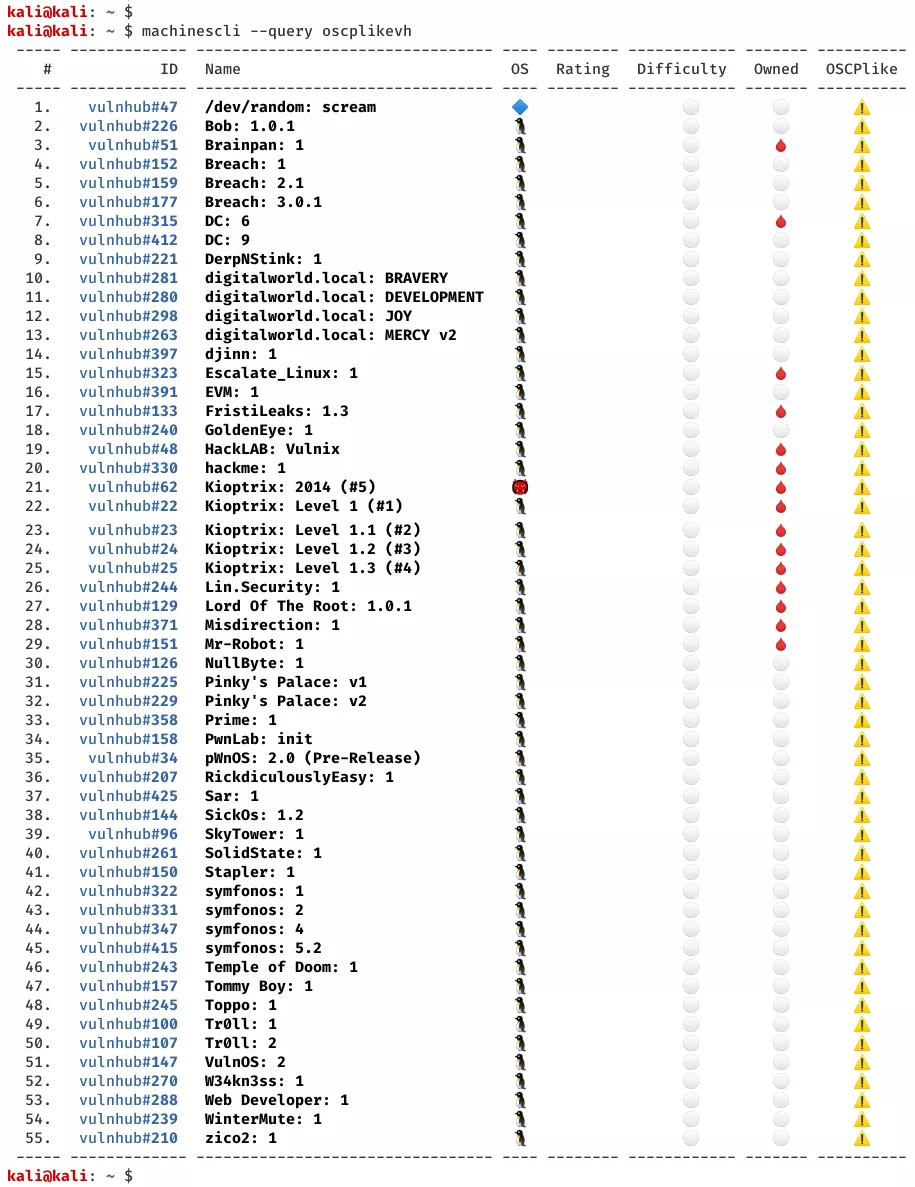 kali@kali: ~ $
kali@kali: ~ $ machinescli --query oscplikevh
----- ------------- --------------------------------- ---- -------- ------------ ------- ----------
# ID Name OS Rating Difficulty Owned OSCPlike
----- ------------- --------------------------------- ---- -------- ------------ ------- ----------
1. vulnhub#47 /dev/random: scream 🔷 ⚪ ⚪ ⚠️
2. vulnhub#226 Bob: 1.0.1 🐧 ⚪ ⚪ ⚠️
3. vulnhub#51 Brainpan: 1 🐧 ⚪ 🩸 ⚠️
4. vulnhub#152 Breach: 1 🐧 ⚪ ⚪ ⚠️
5. vulnhub#159 Breach: 2.1 🐧 ⚪ ⚪ ⚠️
6. vulnhub#177 Breach: 3.0.1 🐧 ⚪ ⚪ ⚠️
7. vulnhub#315 DC: 6 🐧 ⚪ 🩸 ⚠️
8. vulnhub#412 DC: 9 🐧 ⚪ ⚪ ⚠️
9. vulnhub#221 DerpNStink: 1 🐧 ⚪ ⚪ ⚠️
10. vulnhub#281 digitalworld.local: BRAVERY 🐧 ⚪ ⚪ ⚠️
11. vulnhub#280 digitalworld.local: DEVELOPMENT 🐧 ⚪ ⚪ ⚠️
12. vulnhub#298 digitalworld.local: JOY 🐧 ⚪ ⚪ ⚠️
13. vulnhub#263 digitalworld.local: MERCY v2 🐧 ⚪ ⚪ ⚠️
14. vulnhub#397 djinn: 1 🐧 ⚪ ⚪ ⚠️
15. vulnhub#323 Escalate_Linux: 1 🐧 ⚪ 🩸 ⚠️
16. vulnhub#391 EVM: 1 🐧 ⚪ ⚪ ⚠️
17. vulnhub#133 FristiLeaks: 1.3 🐧 ⚪ 🩸 ⚠️
18. vulnhub#240 GoldenEye: 1 🐧 ⚪ ⚪ ⚠️
19. vulnhub#48 HackLAB: Vulnix 🐧 ⚪ 🩸 ⚠️
20. vulnhub#330 hackme: 1 🐧 ⚪ 🩸 ⚠️
21. vulnhub#62 Kioptrix: 2014 (#5) 👹 ⚪ 🩸 ⚠️
22. vulnhub#22 Kioptrix: Level 1 (#1) 🐧 ⚪ 🩸 ⚠️
23. vulnhub#23 Kioptrix: Level 1.1 (#2) 🐧 ⚪ 🩸 ⚠️
24. vulnhub#24 Kioptrix: Level 1.2 (#3) 🐧 ⚪ 🩸 ⚠️
25. vulnhub#25 Kioptrix: Level 1.3 (#4) 🐧 ⚪ 🩸 ⚠️
26. vulnhub#244 Lin.Security: 1 🐧 ⚪ 🩸 ⚠️
27. vulnhub#129 Lord Of The Root: 1.0.1 🐧 ⚪ 🩸 ⚠️
28. vulnhub#371 Misdirection: 1 🐧 ⚪ 🩸 ⚠️
29. vulnhub#151 Mr-Robot: 1 🐧 ⚪ 🩸 ⚠️
30. vulnhub#126 NullByte: 1 🐧 ⚪ ⚪ ⚠️
31. vulnhub#225 Pinky's Palace: v1 🐧 ⚪ ⚪ ⚠️
32. vulnhub#229 Pinky's Palace: v2 🐧 ⚪ ⚪ ⚠️
33. vulnhub#358 Prime: 1 🐧 ⚪ ⚪ ⚠️
34. vulnhub#158 PwnLab: init 🐧 ⚪ ⚪ ⚠️
35. vulnhub#34 pWnOS: 2.0 (Pre-Release) 🐧 ⚪ ⚪ ⚠️
36. vulnhub#207 RickdiculouslyEasy: 1 🐧 ⚪ ⚪ ⚠️
37. vulnhub#425 Sar: 1 🐧 ⚪ ⚪ ⚠️
38. vulnhub#144 SickOs: 1.2 🐧 ⚪ ⚪ ⚠️
39. vulnhub#96 SkyTower: 1 🐧 ⚪ ⚪ ⚠️
40. vulnhub#261 SolidState: 1 🐧 ⚪ ⚪ ⚠️
41. vulnhub#150 Stapler: 1 🐧 ⚪ ⚪ ⚠️
42. vulnhub#322 symfonos: 1 🐧 ⚪ ⚪ ⚠️
43. vulnhub#331 symfonos: 2 🐧 ⚪ ⚪ ⚠️
44. vulnhub#347 symfonos: 4 🐧 ⚪ ⚪ ⚠️
45. vulnhub#415 symfonos: 5.2 🐧 ⚪ ⚪ ⚠️
46. vulnhub#243 Temple of Doom: 1 🐧 ⚪ ⚪ ⚠️
47. vulnhub#157 Tommy Boy: 1 🐧 ⚪ ⚪ ⚠️
48. vulnhub#245 Toppo: 1 🐧 ⚪ ⚪ ⚠️
49. vulnhub#100 Tr0ll: 1 🐧 ⚪ ⚪ ⚠️
50. vulnhub#107 Tr0ll: 2 🐧 ⚪ ⚪ ⚠️
51. vulnhub#147 VulnOS: 2 🐧 ⚪ ⚪ ⚠️
52. vulnhub#270 W34kn3ss: 1 🐧 ⚪ ⚪ ⚠️
53. vulnhub#288 Web Developer: 1 🐧 ⚪ ⚪ ⚠️
54. vulnhub#239 WinterMute: 1 🐧 ⚪ ⚪ ⚠️
55. vulnhub#210 zico2: 1 🐧 ⚪ ⚪ ⚠️
----- ------------- --------------------------------- ---- -------- ------------ ------- ----------
kali@kali: ~ $